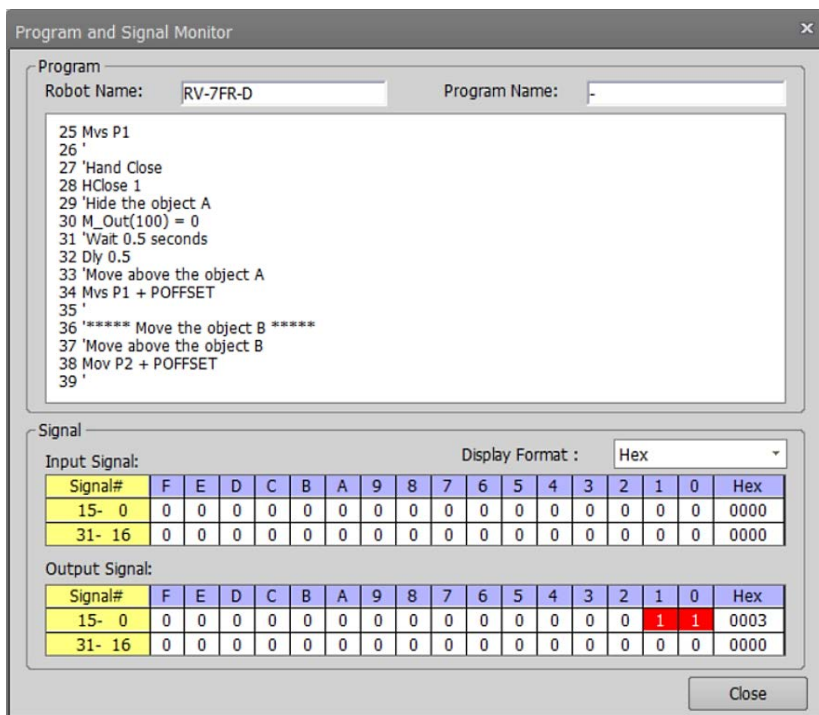 Program and Signal Monitor x
Program
Robot Name: RV-7FR-D Program Name: -
25 Mvs P1
26 '
27 'Hand Close
28 HClose 1
29 'Hide the object A
30 M_Out(100) = 0
31 'Wait 0.5 seconds
32 Dly 0.5
33 'Move above the object A
34 Mvs P1 + POFFSET
35 '
36 '***** Move the object B *****
37 'Move above the object B
38 Mov P2 + POFFSET
39 '
Signal
Input Signal: Display Format : Hex
Signal# F E D C B A 9 8 7 6 5 4 3 2 1 0 Hex
15- 0 0 0 0 0 0 0 0 0 0 0 0 0 0 0 0 0 0000
31- 16 0 0 0 0 0 0 0 0 0 0 0 0 0 0 0 0 0000
Output Signal:
Signal# F E D C B A 9 8 7 6 5 4 3 2 1 0 Hex
15- 0 0 0 0 0 0 0 0 0 0 0 0 0 0 0 1 1 0003
31- 16 0 0 0 0 0 0 0 0 0 0 0 0 0 0 0 0 0000
Close